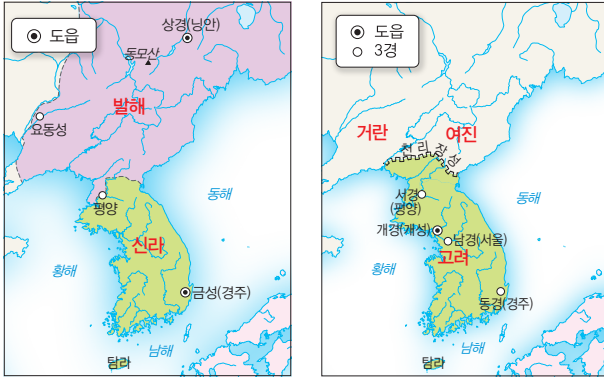 도읍
상경(닝안)
동모산
발해
요동성
동해
평양
신라
황해
금성(경주)
남해
탐라
도읍
3경
거란
여진
천리장성
서경
(평양)
동해
개경(개성)
남경(서울)
고려
황해
동경(경주)
남해
탐라